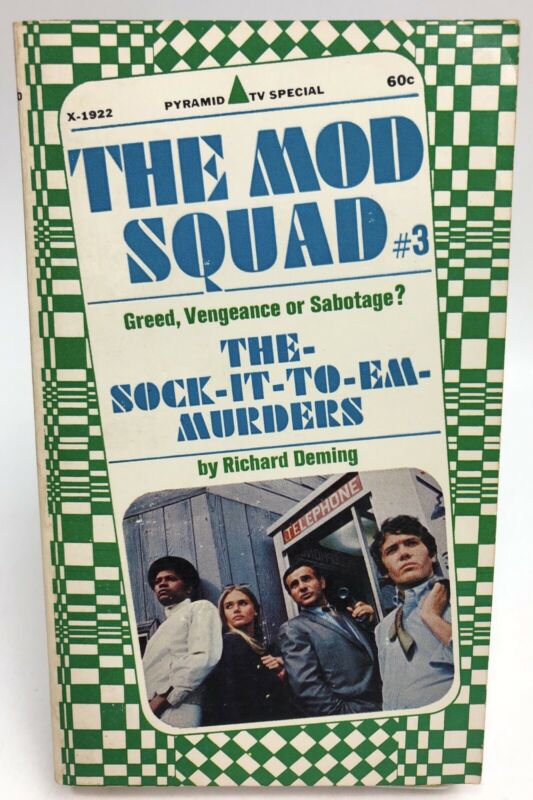 X-1922
PYRAMID TV SPECIAL
60c
THE MOD
SQUAD #3
Greed, Vengeance or Sabotage?
THE-
SOCK-IT-TO-EM-
MURDERS
by Richard Deming
TELEPHONE